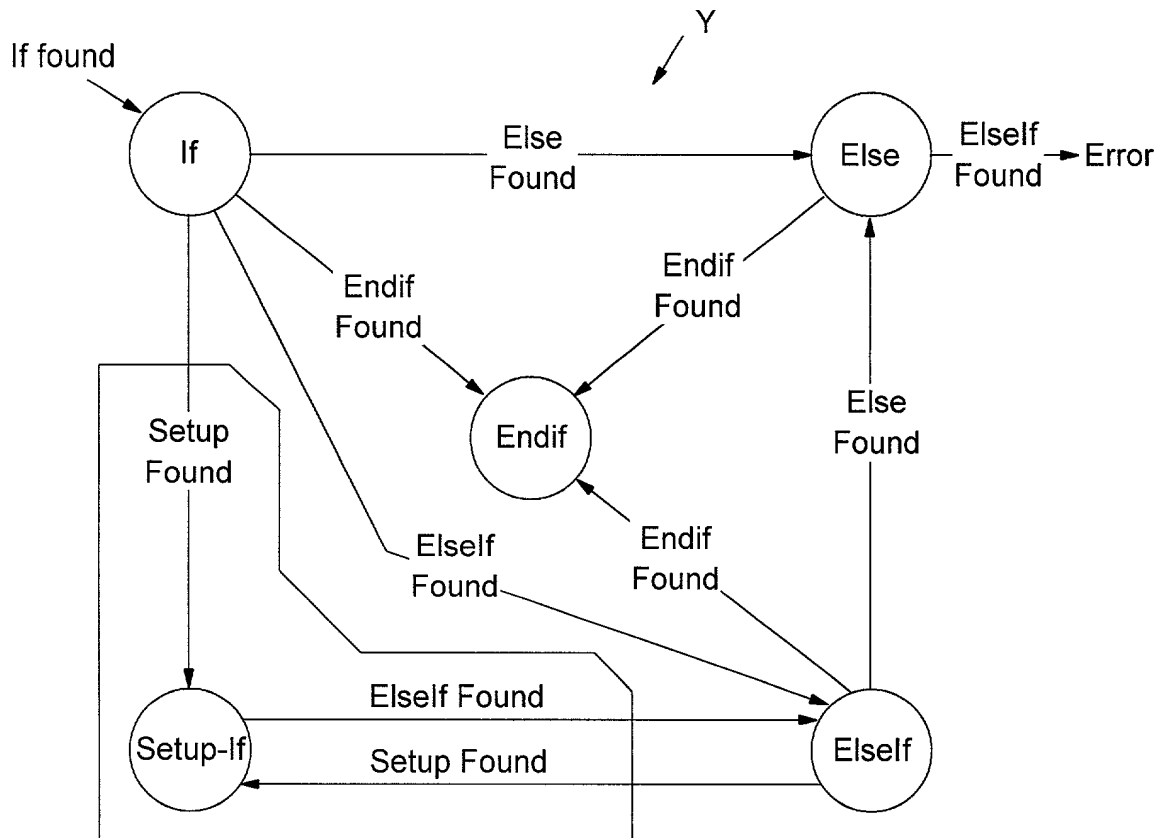 Y
If found
If
Else
Found
Else
ElseIf
Found
Error
Endif
Found
Endif
Found
Setup
Found
Endif
Else
Found
ElseIf
Found
Endif
Found
ElseIf Found
Setup-If
Setup Found
ElseIf